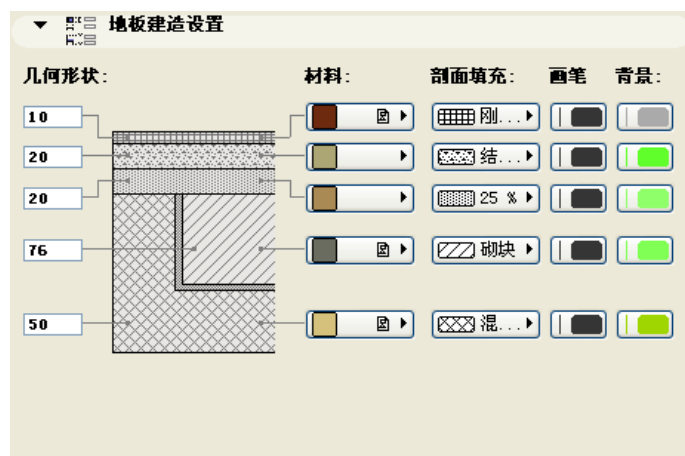 地板建造设置
几何形状: 材料: 剖面填充: 画笔 背景:
10 刚...
20 结...
20 25 %
76 砌块
50 混...